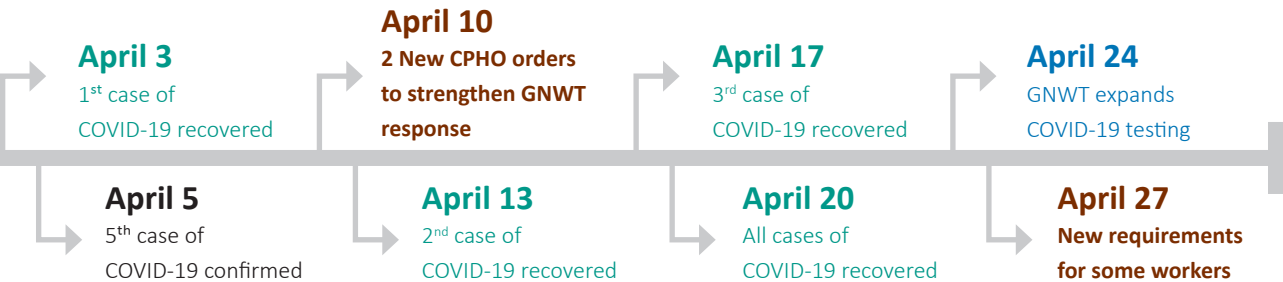 April 3
1st case of
COVID-19 recovered
April 5
5th case of
COVID-19 confirmed
April 10
2 New CPHO orders
to strengthen GNWT
response
April 13
2nd case of
COVID-19 recovered
April 17
3rd case of
COVID-19 recovered
April 20
All cases of
COVID-19 recovered
April 24
GNWT expands
COVID-19 testing
April 27
New requirements
for some workers